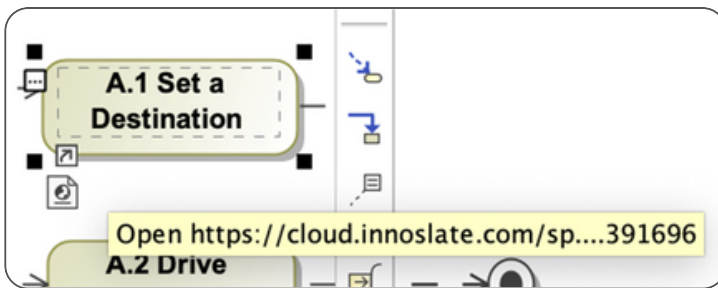 A.1 Set a
Destination
Open https://cloud.innoslate.com/sp....391696
A.2 Drive